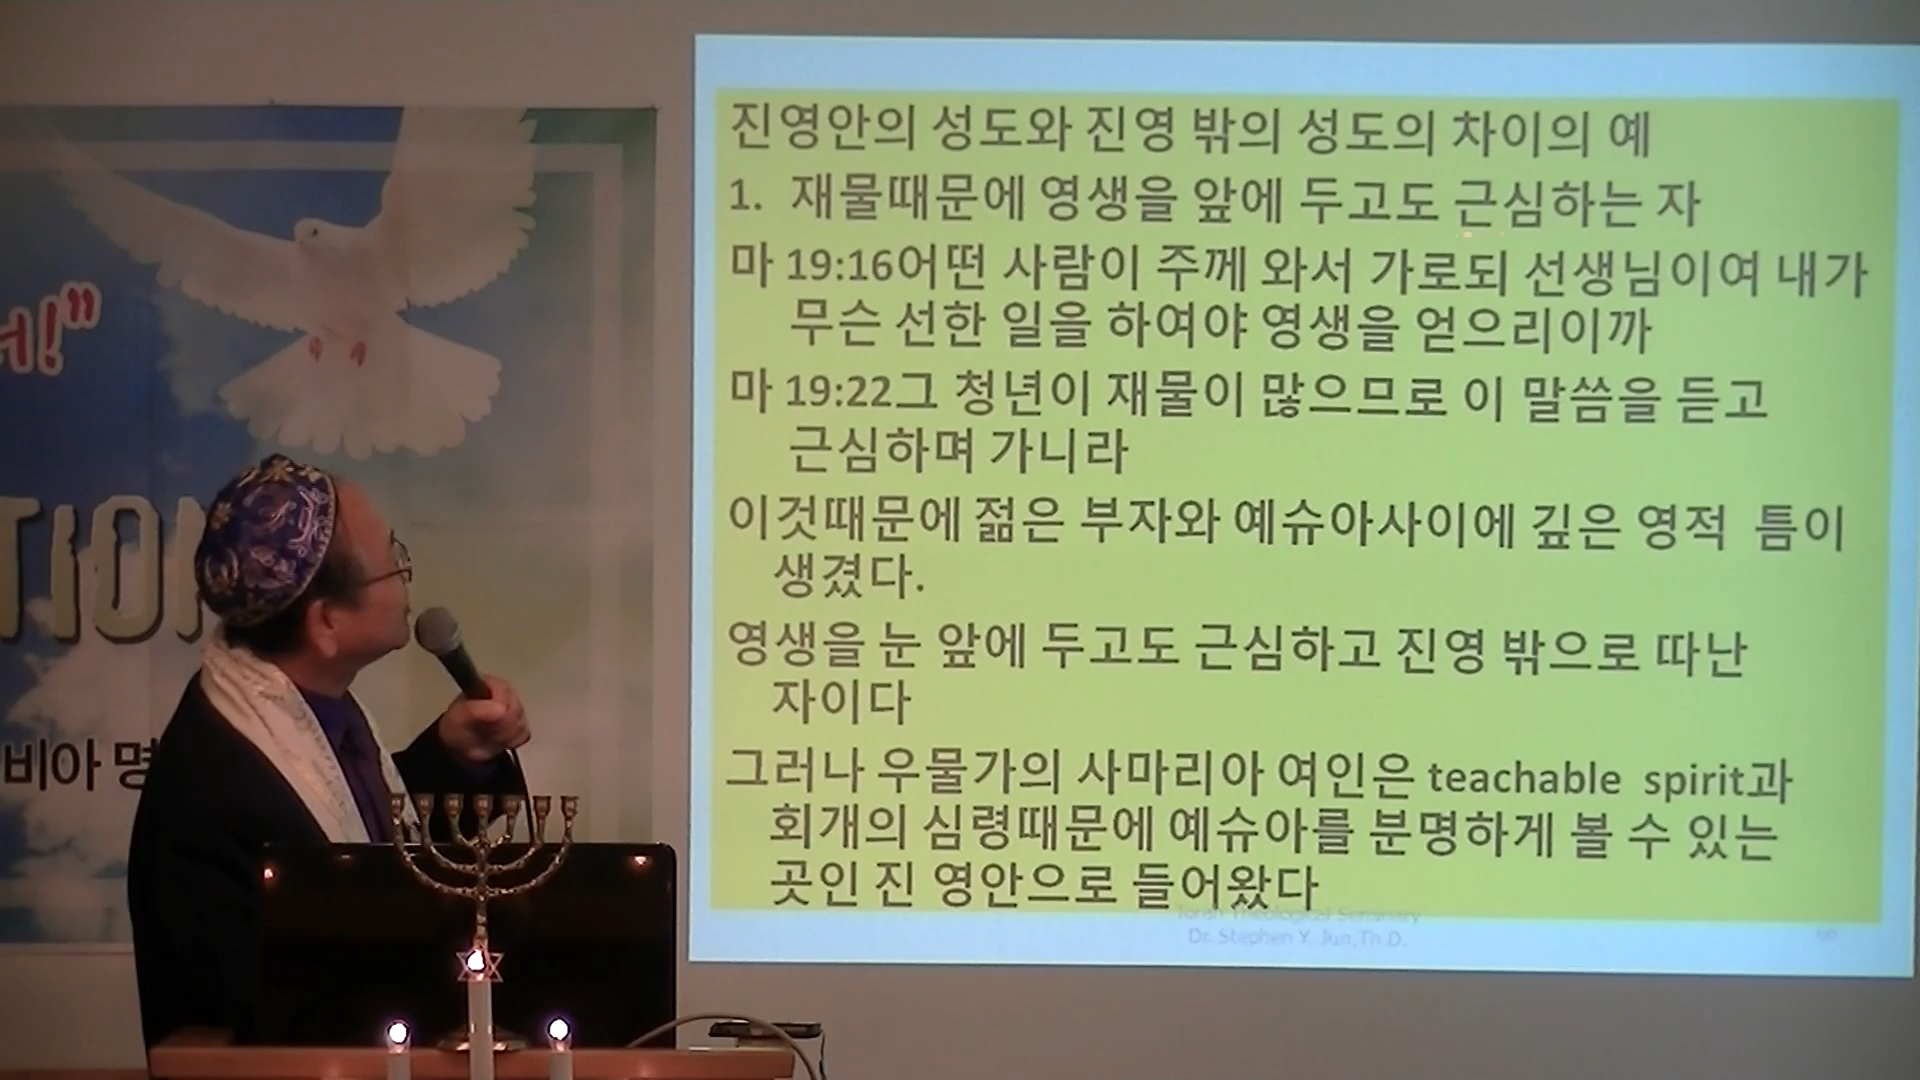 어!"
TION
비아 명
진영안의 성도와 진영 밖의 성도의 차이의 예
1. 재물때문에 영생을 앞에 두고도 근심하는 자
마 19:16어떤 사람이 주께 와서 가로되 선생님이여 내가
무슨 선한 일을 하여야 영생을 얻으리이까
마 19:22그 청년이 재물이 많으므로 이 말씀을 듣고
근심하며 가니라
이것때문에 젊은 부자와 예슈아사이에 깊은 영적 틈이
생겼다.
영생을 눈 앞에 두고도 근심하고 진영 밖으로 따난
자이다
그러나 우물가의 사마리아 여인은 teachable spirit과
회개의 심령때문에 예슈아를 분명하게 볼 수 있는
곳인 진 영안으로 들어왔다
Torah Theological Seminary
Dr. Stephen Y. Jun,Th.D.